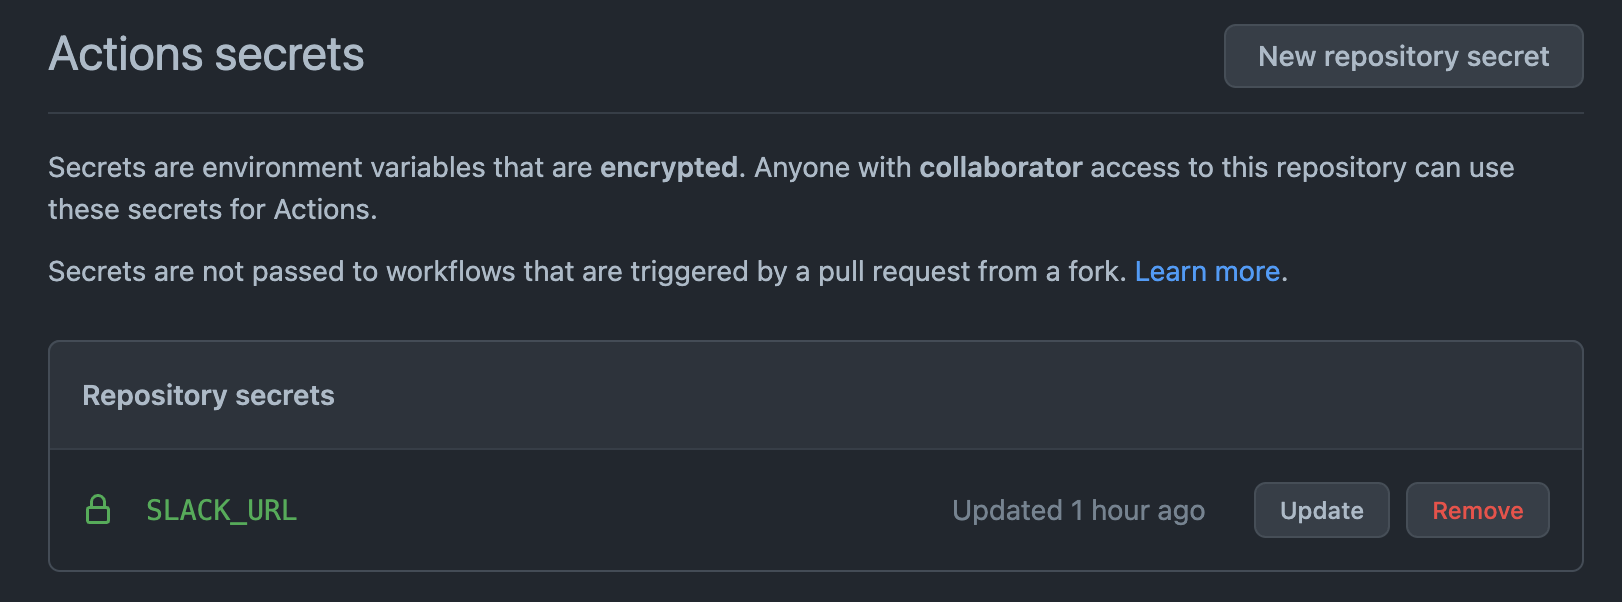 Actions secrets
New repository secret
Secrets are environment variables that are encrypted. Anyone with collaborator access to this repository can use
these secrets for Actions.
Secrets are not passed to workflows that are triggered by a pull request from a fork. Learn more.
Repository secrets
SLACK_URL
Updated 1 hour ago
Update
Remove